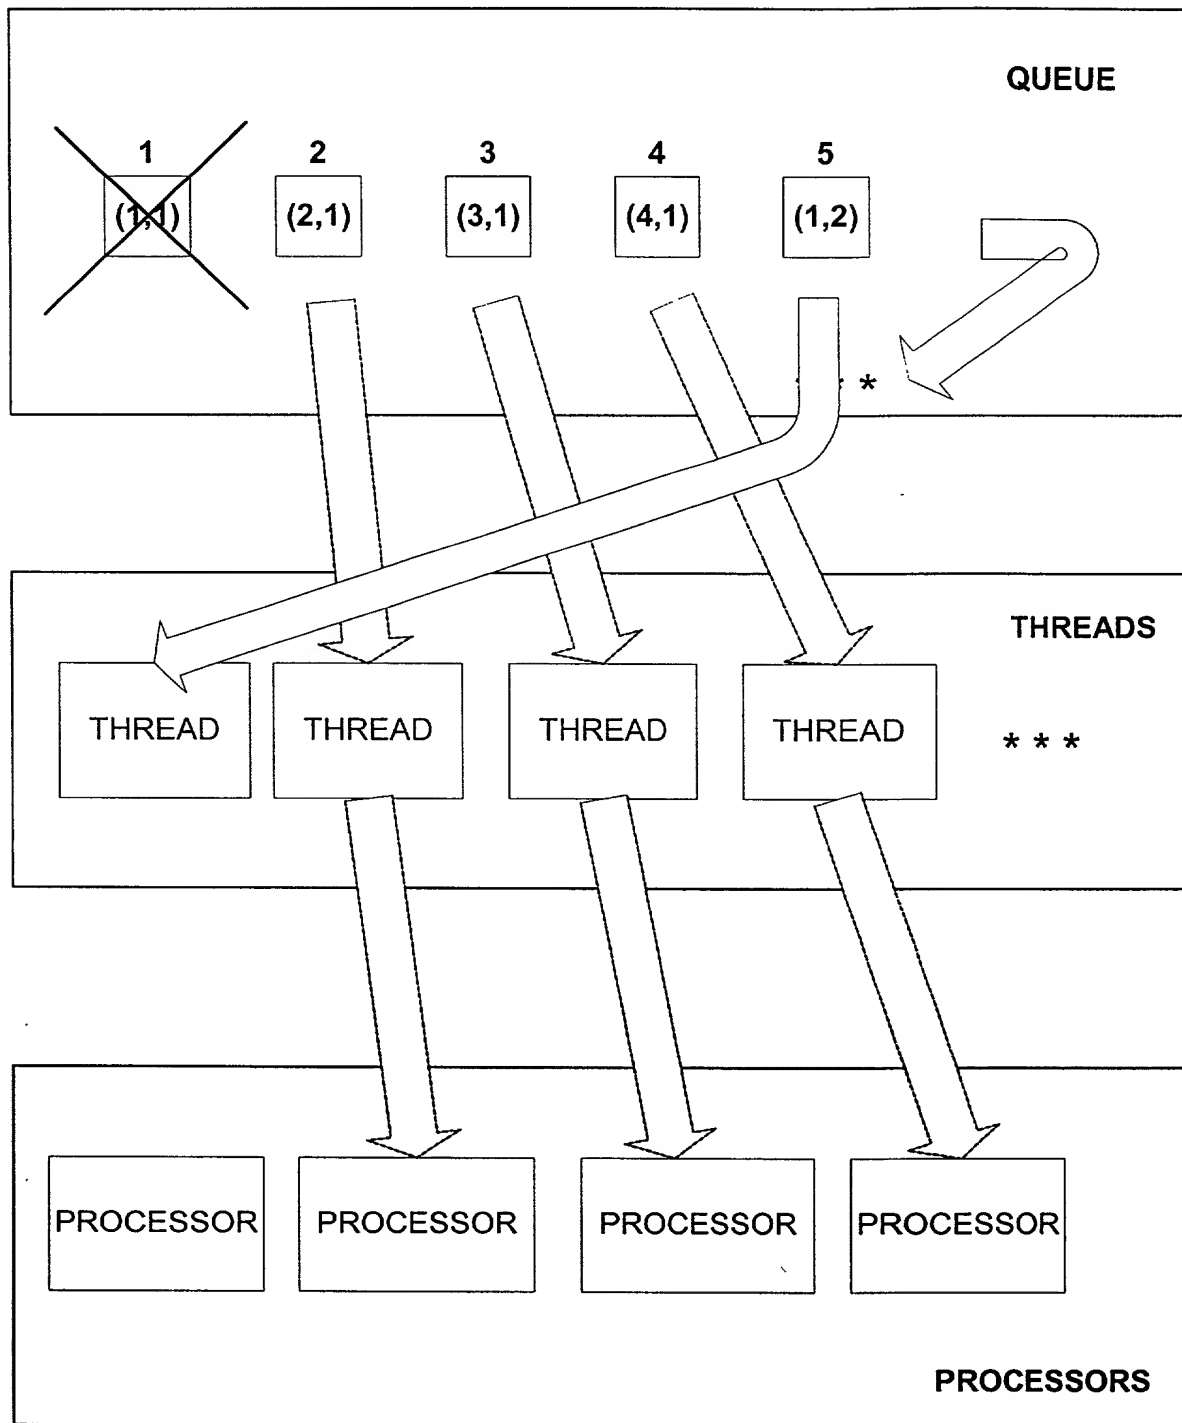 QUEUE
1 2 3 4 5
(1,1) (2,1) (3,1) (4,1) (1,2)
* * *
THREADS
THREAD THREAD THREAD THREAD * * *
PROCESSOR PROCESSOR PROCESSOR PROCESSOR
PROCESSORS